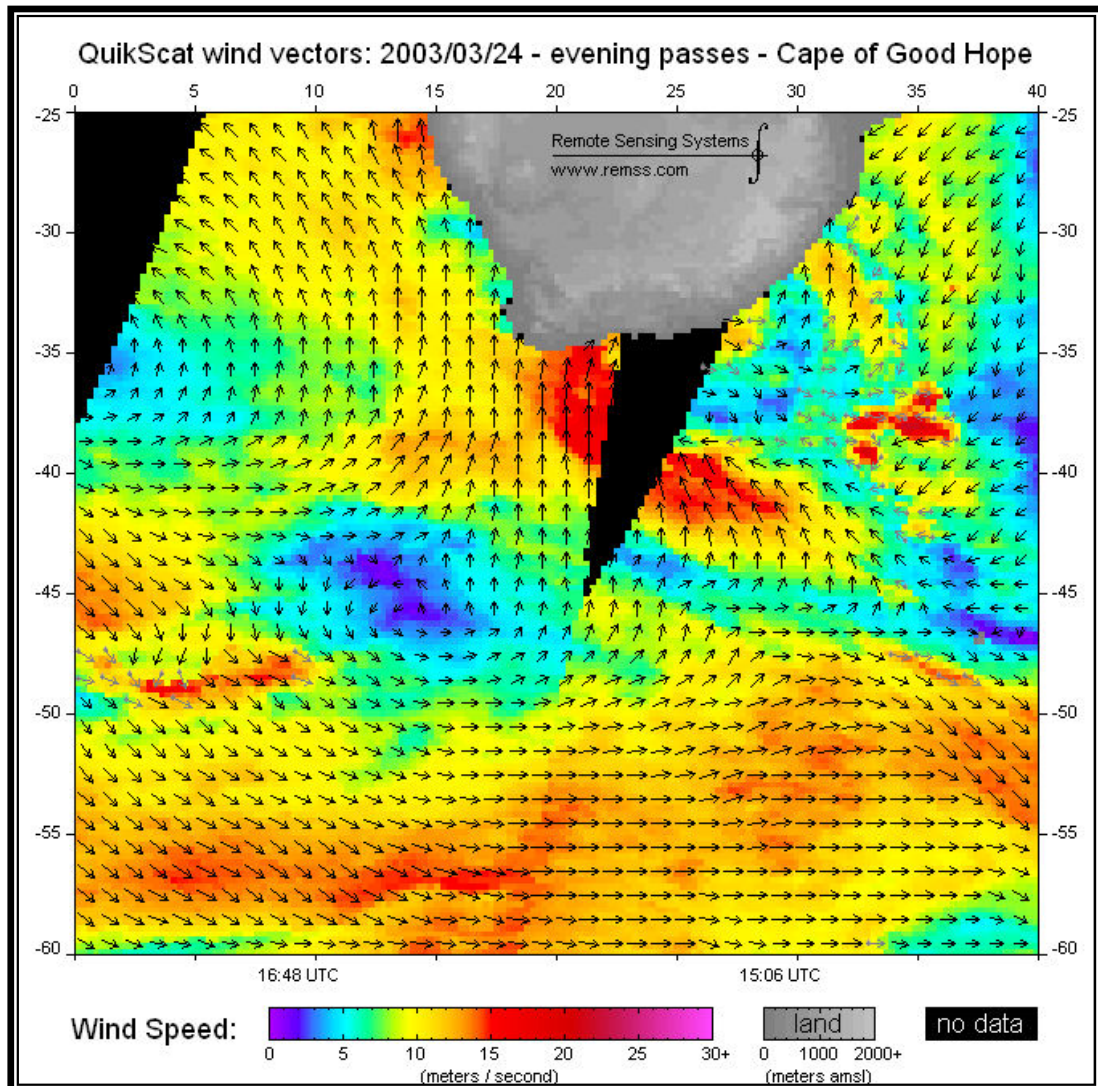 QuikScat wind vectors: 2003/03/24 - evening passes - Cape of Good Hope
0 5 10 15 20 25 30 35 40
-25 -25
Remote Sensing Systems
www.remss.com
-30 -30
-35 -35
-40 -40
-45 -45
-50 -50
-55 -55
-60 -60
16:48 UTC 15:06 UTC
Wind Speed: land no data
0 5 10 15 20 25 30+ 0 1000 2000+
(meters / second) (meters amsl)